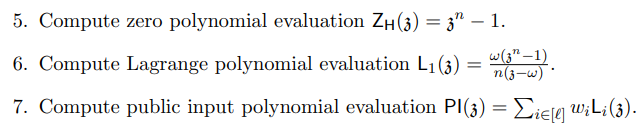 5. Compute zero polynomial evaluation Z_H(𝔷) = 𝔷^n − 1.
6. Compute Lagrange polynomial evaluation L_1(𝔷) = ω(𝔷^n−1)/n(𝔷−ω).
7. Compute public input polynomial evaluation PI(𝔷) = ∑_{i∈[ℓ]} w_i L_i(𝔷).